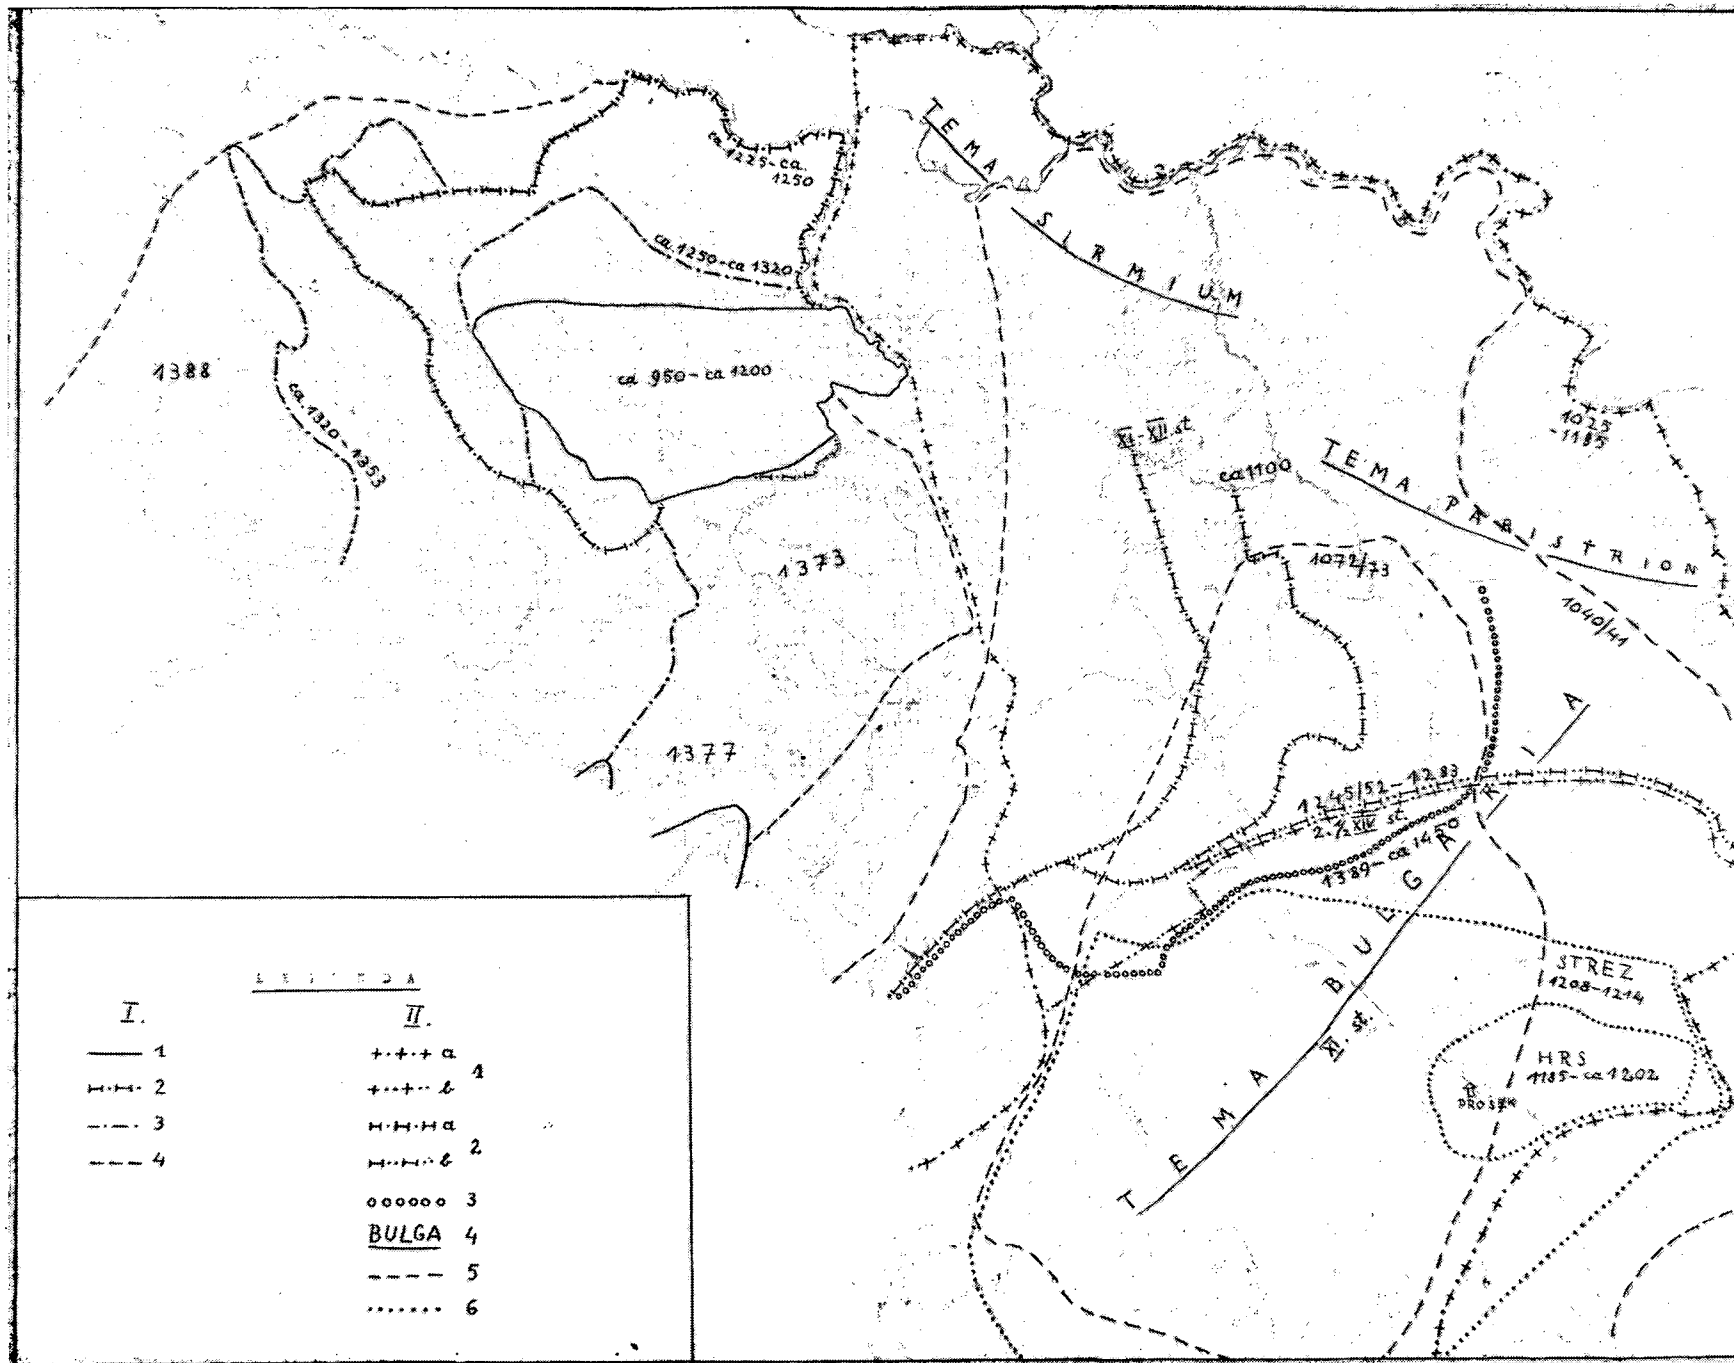 ca 1225-ca.
1250
TEMA
SIRMIUM
ca. 1250-ca 1320
1388
ca 950-ca 1200
ca. 1320-1353
XI-XII. st.
ca 1100
1025
-1185
TEMA PARISTRION
1373
1072/73
1040/41
1377
1245/52-1283
2. ½ XIV st.
1389-ca 1450
TEMA BULGARIA
XI. st.
STREZ
1208-1214
HRS
1185-ca 1202
PROSEK
I.
II.
1
2
3
4
a
1
b
a
2
b
3
BULGA 4
5
6